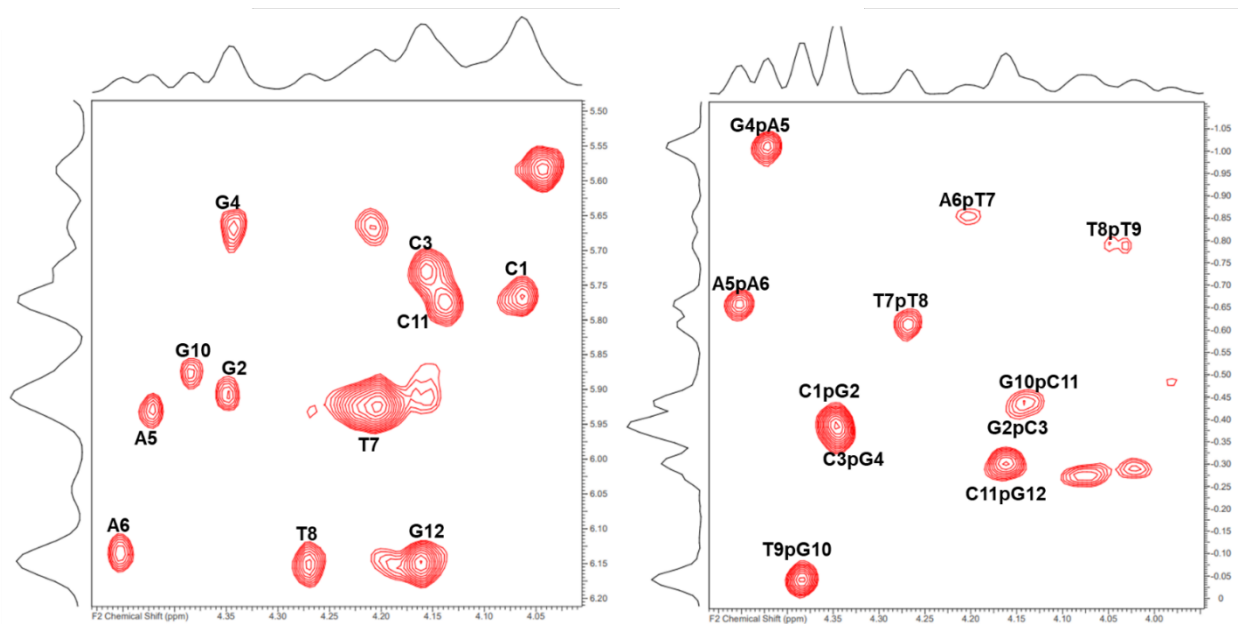 5.50
5.55
5.60
G4
5.65
C3
5.70
C1
5.75
C11
5.80
G10
G2
5.85
5.90
A5
T7
5.95
6.00
6.05
A6
T8
G12
6.10
6.15
6.20
F2 Chemical Shift (ppm) 4.35 4.30 4.25 4.20 4.15 4.10 4.05
G4pA5
-1.05
-1.00
-0.95
A6pT7
-0.90
-0.85
T8pT9
-0.80
-0.75
A5pA6
-0.70
T7pT8
-0.65
-0.60
-0.55
-0.50
C1pG2
G10pC11
-0.45
G2pC3
-0.40
C3pG4
-0.35
-0.30
C11pG12
-0.25
-0.20
-0.15
T9pG10
-0.10
-0.05
0
F2 Chemical Shift (ppm) 4.35 4.30 4.25 4.20 4.15 4.10 4.05 4.00